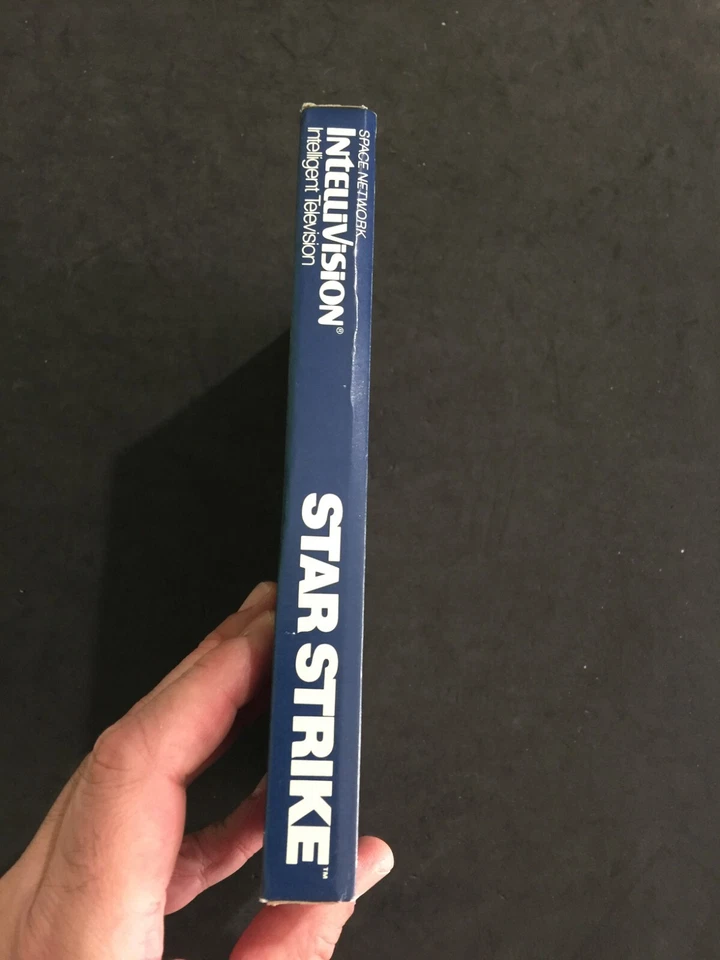 SPACE NETWORK
INTELLIVISION®
Intelligent Television
STAR STRIKE™